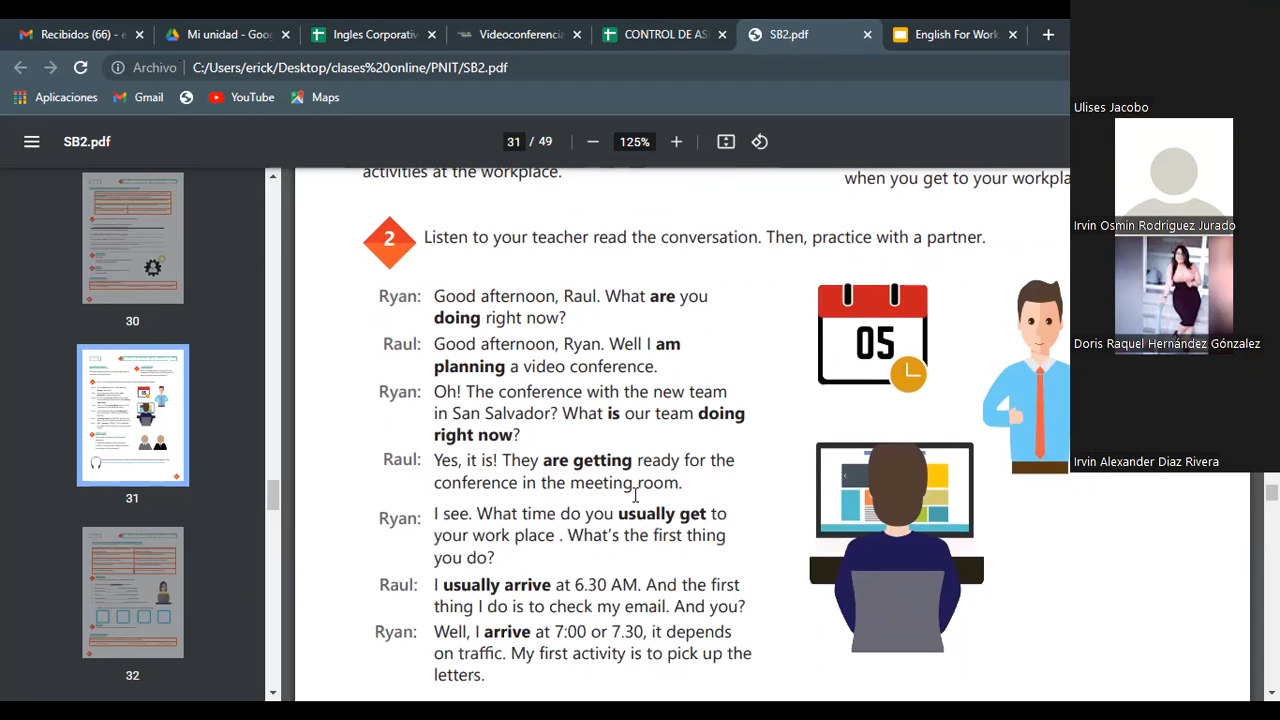 Recibidos (66) - e
Mi unidad - Goog
Ingles Corporativ
Videoconferencia
CONTROL DE AS
SB2.pdf
English For Work
Archivo
C:/Users/erick/Desktop/clases%20online/PNIT/SB2.pdf
Aplicaciones
Gmail
YouTube
Maps
SB2.pdf
31 / 49
125%
30
31
32
activities at the workplace.
when you get to your workpla
2
Listen to your teacher read the conversation. Then, practice with a partner.
Ryan: Good afternoon, Raul. What are you
doing right now?
Raul: Good afternoon, Ryan. Well I am
planning a video conference.
Ryan: Oh! The conference with the new team
in San Salvador? What is our team doing
right now?
Raul: Yes, it is! They are getting ready for the
conference in the meeting room.
Ryan: I see. What time do you usually get to
your work place . What's the first thing
you do?
Raul: I usually arrive at 6.30 AM. And the first
thing I do is to check my email. And you?
Ryan: Well, I arrive at 7:00 or 7.30, it depends
on traffic. My first activity is to pick up the
letters.
05
Ulises Jacobo
Irvin Osmin Rodriguez Jurado
Doris Raquel Hernández Gónzalez
Irvin Alexander Diaz Rivera